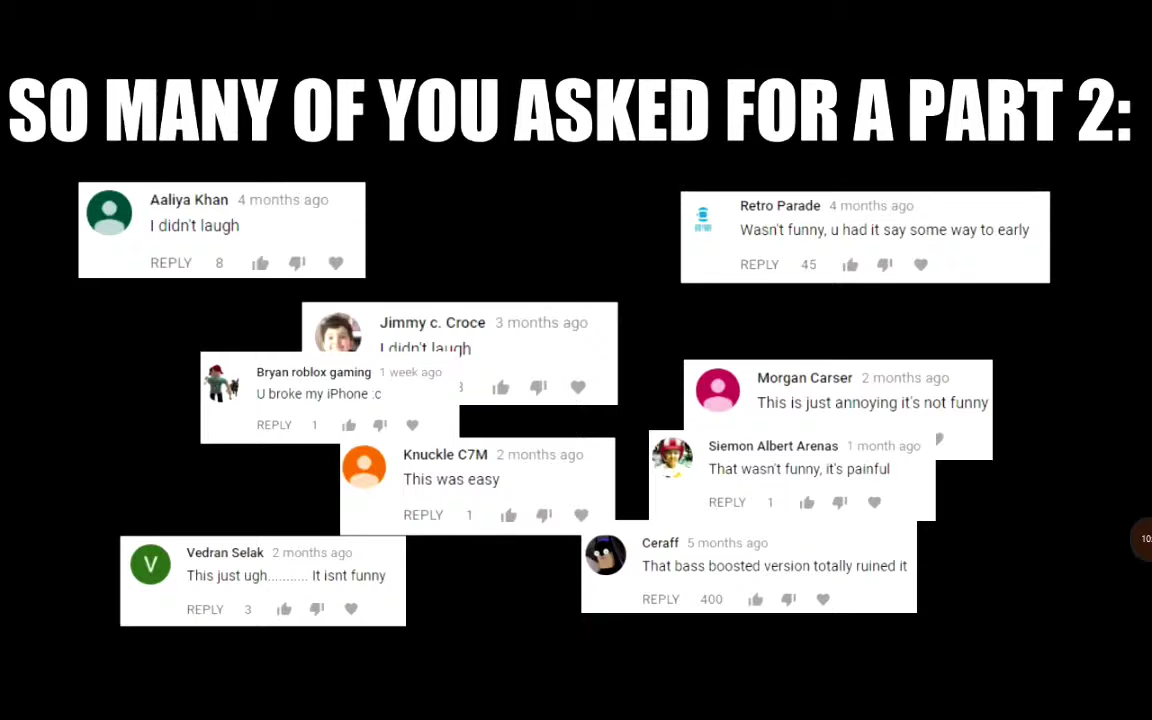 SO MANY OF YOU ASKED FOR A PART 2:
Aaliya Khan 4 months ago
I didn't laugh
REPLY 8
Retro Parade 4 months ago
Wasn't funny, u had it say some way to early
REPLY 45
Jimmy c. Croce 3 months ago
I didn't laugh
Bryan roblox gaming 1 week ago
U broke my iPhone :c
REPLY 1
Morgan Carser 2 months ago
This is just annoying it's not funny
Siemon Albert Arenas 1 month ago
That wasn't funny, it's painful
REPLY 1
Knuckle C7M 2 months ago
This was easy
REPLY 1
Vedran Selak 2 months ago
V
This just ugh........... It isnt funny
REPLY 3
Ceraff 5 months ago
That bass boosted version totally ruined it
REPLY 400
10: